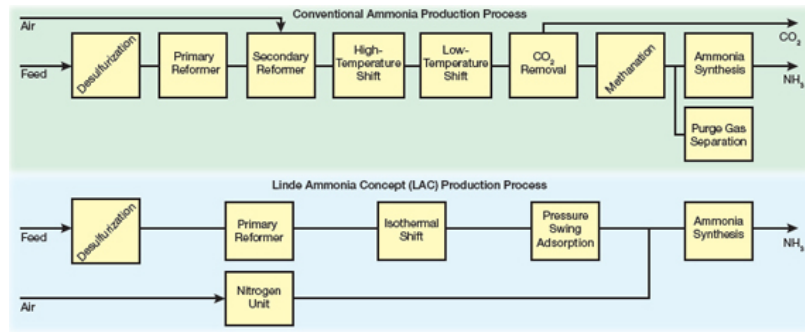 Conventional Ammonia Production Process
Air
CO2
Feed
Desulfurization
Primary
Reformer
Secondary
Reformer
High-
Temperature
Shift
Low-
Temperature
Shift
CO2
Removal
Methanation
Ammonia
Synthesis
NH3
Purge Gas
Separation
Linde Ammonia Concept (LAC) Production Process
Feed
Desulfurization
Primary
Reformer
Isothermal
Shift
Pressure
Swing
Adsorption
Ammonia
Synthesis
NH3
Air
Nitrogen
Unit